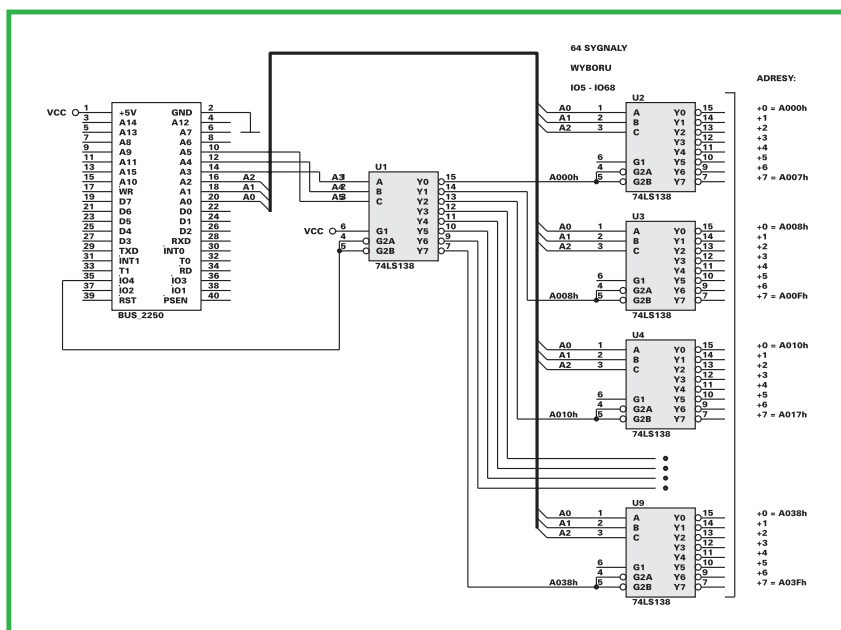 64 SYGNALY
WYBORU
IO5 - IO68
ADRESY:
VCC 1 +5V GND 2
3 A14 A12 4
5 A13 A7 6
7 A8 A6 8
9 A9 A5 10
11 A11 A4 12
13 A15 A3 14
15 A10 A2 16 A2
17 WR A1 18 A1
19 D7 A0 20 A0
21 D6 D0 22
23 D5 D1 24
25 D4 D2 26
27 D3 RXD 28
29 TXD INT0 30
31 INT1 T0 32
33 T1 RD 34
35 IO4 IO3 36
37 IO2 IO1 38
39 RST PSEN 40
BUS_2250
U1
A3 1 A Y0 15
A4 2 B Y1 14
A5 3 C Y2 13
Y3 12
Y4 11
VCC 6 G1 Y5 10
4 G2A Y6 9
5 G2B Y7 7
74LS138
U2
A0 1 A Y0 15 +0 = A000h
A1 2 B Y1 14 +1
A2 3 C Y2 13 +2
Y3 12 +3
Y4 11 +4
6 G1 Y5 10 +5
4 G2A Y6 9 +6
A000h 5 G2B Y7 7 +7 = A007h
74LS138
U3
A0 1 A Y0 15 +0 = A008h
A1 2 B Y1 14 +1
A2 3 C Y2 13 +2
Y3 12 +3
Y4 11 +4
6 G1 Y5 10 +5
4 G2A Y6 9 +6
A008h 5 G2B Y7 7 +7 = A00Fh
74LS138
U4
A0 1 A Y0 15 +0 = A010h
A1 2 B Y1 14 +1
A2 3 C Y2 13 +2
Y3 12 +3
Y4 11 +4
6 G1 Y5 10 +5
4 G2A Y6 9 +6
A010h 5 G2B Y7 7 +7 = A017h
74LS138
U9
A0 1 A Y0 15 +0 = A038h
A1 2 B Y1 14 +1
A2 3 C Y2 13 +2
Y3 12 +3
Y4 11 +4
6 G1 Y5 10 +5
4 G2A Y6 9 +6
A038h 5 G2B Y7 7 +7 = A03Fh
74LS138